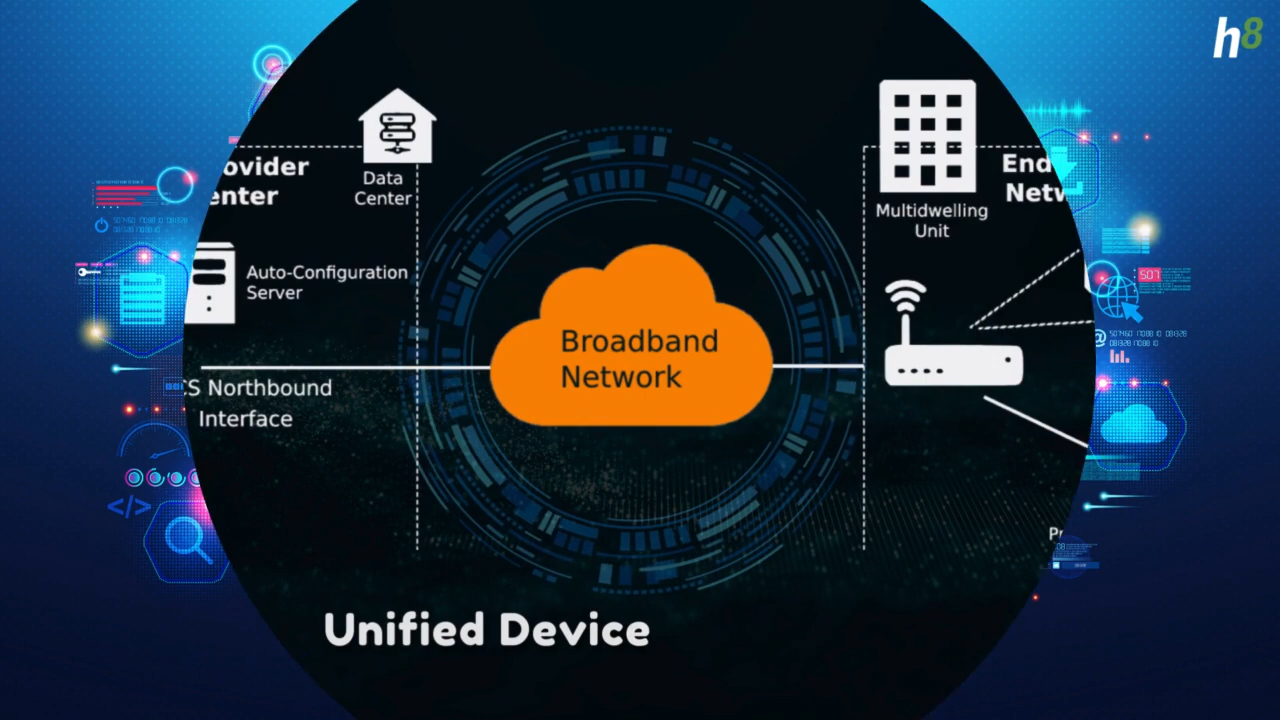 h8
ovider
enter
Data
Center
Auto-Configuration
Server
CS Northbound
Interface
Broadband
Network
Multidwelling
Unit
End
Netw
507
Unified Device